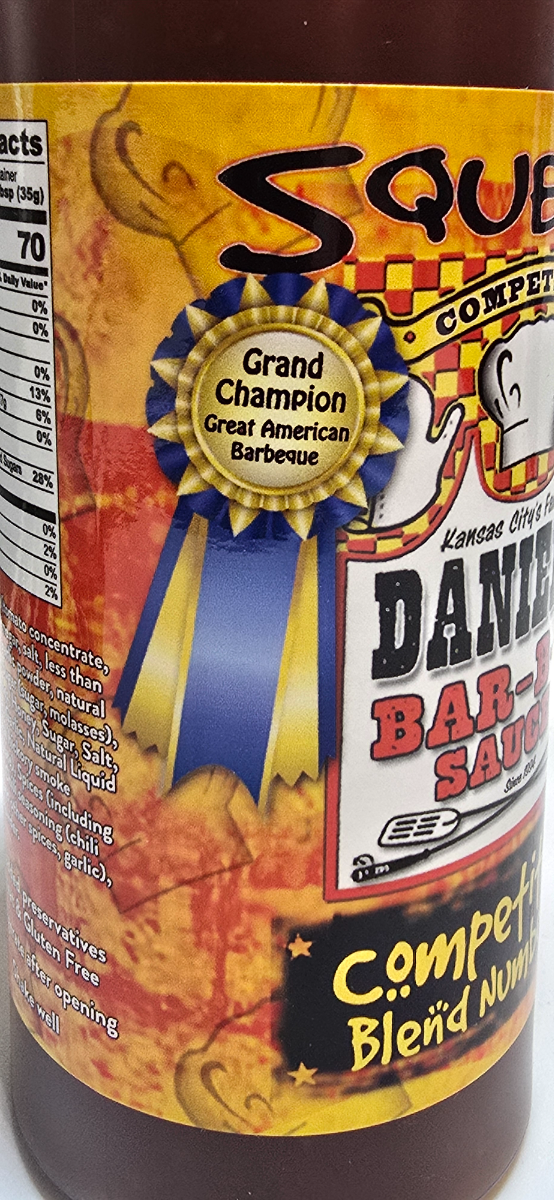 acts
ainer
bsp (35g)
70
% Daily Value*
0%
0%
0%
13%
6%
0%
Sugars 28%
0%
2%
0%
2%
concentrate,
salt, less than
powder, natural
sugar, molasses),
Sugar, Salt,
Natural Liquid
smoke
spices (including
seasoning (chili
spices, garlic),
preservatives
& Gluten Free
after opening
well
SQUE
COMPET
Grand
Champion
Great American
Barbeque
Kansas City's
DANIE
BAR-B
SAUC
Since
Competi
Blend Numb